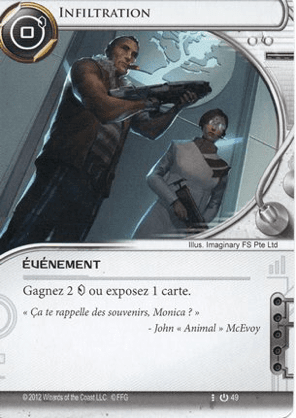 INFILTRATION
Illus. Imaginary FS Pte Ltd
ÉVÉNEMENT
Gagnez 2 ou exposez 1 carte.
« Ça te rappelle des souvenirs, Monica ? »
- John « Animal » McEvoy
© 2012 Wizards of the Coast LLC. © FFG
49